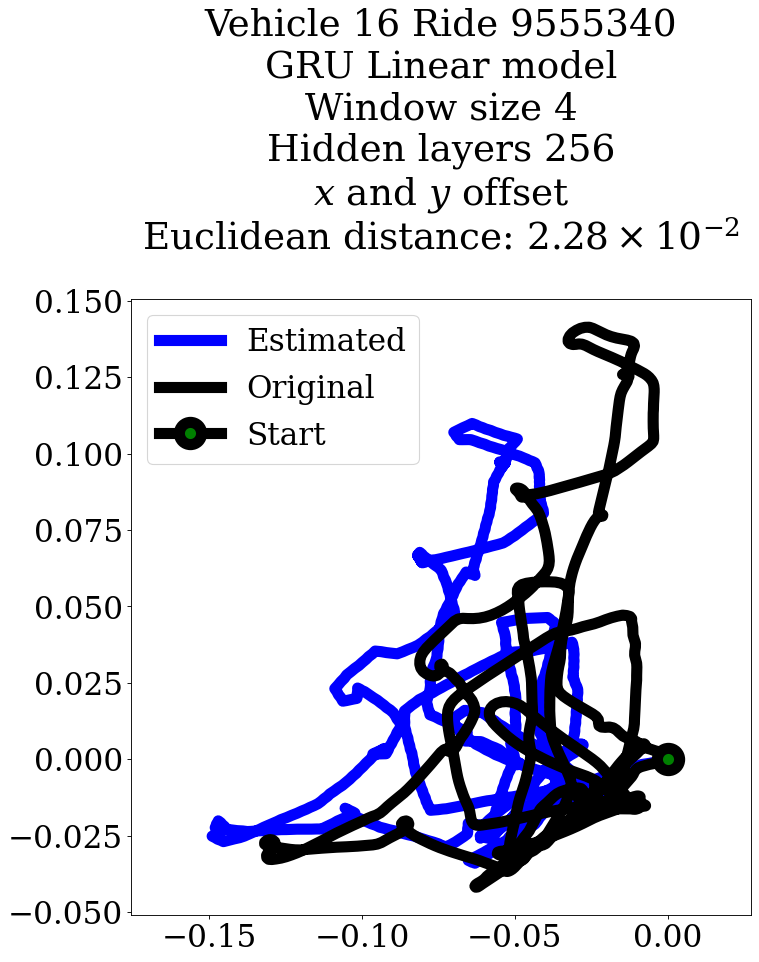 Vehicle 16 Ride 9555340
GRU Linear model
Window size 4
Hidden layers 256
x and y offset
Euclidean distance: 2.28 × 10⁻²
0.150
0.125
0.100
0.075
0.050
0.025
0.000
−0.025
−0.050
Estimated
Original
Start
−0.15 −0.10 −0.05 0.00